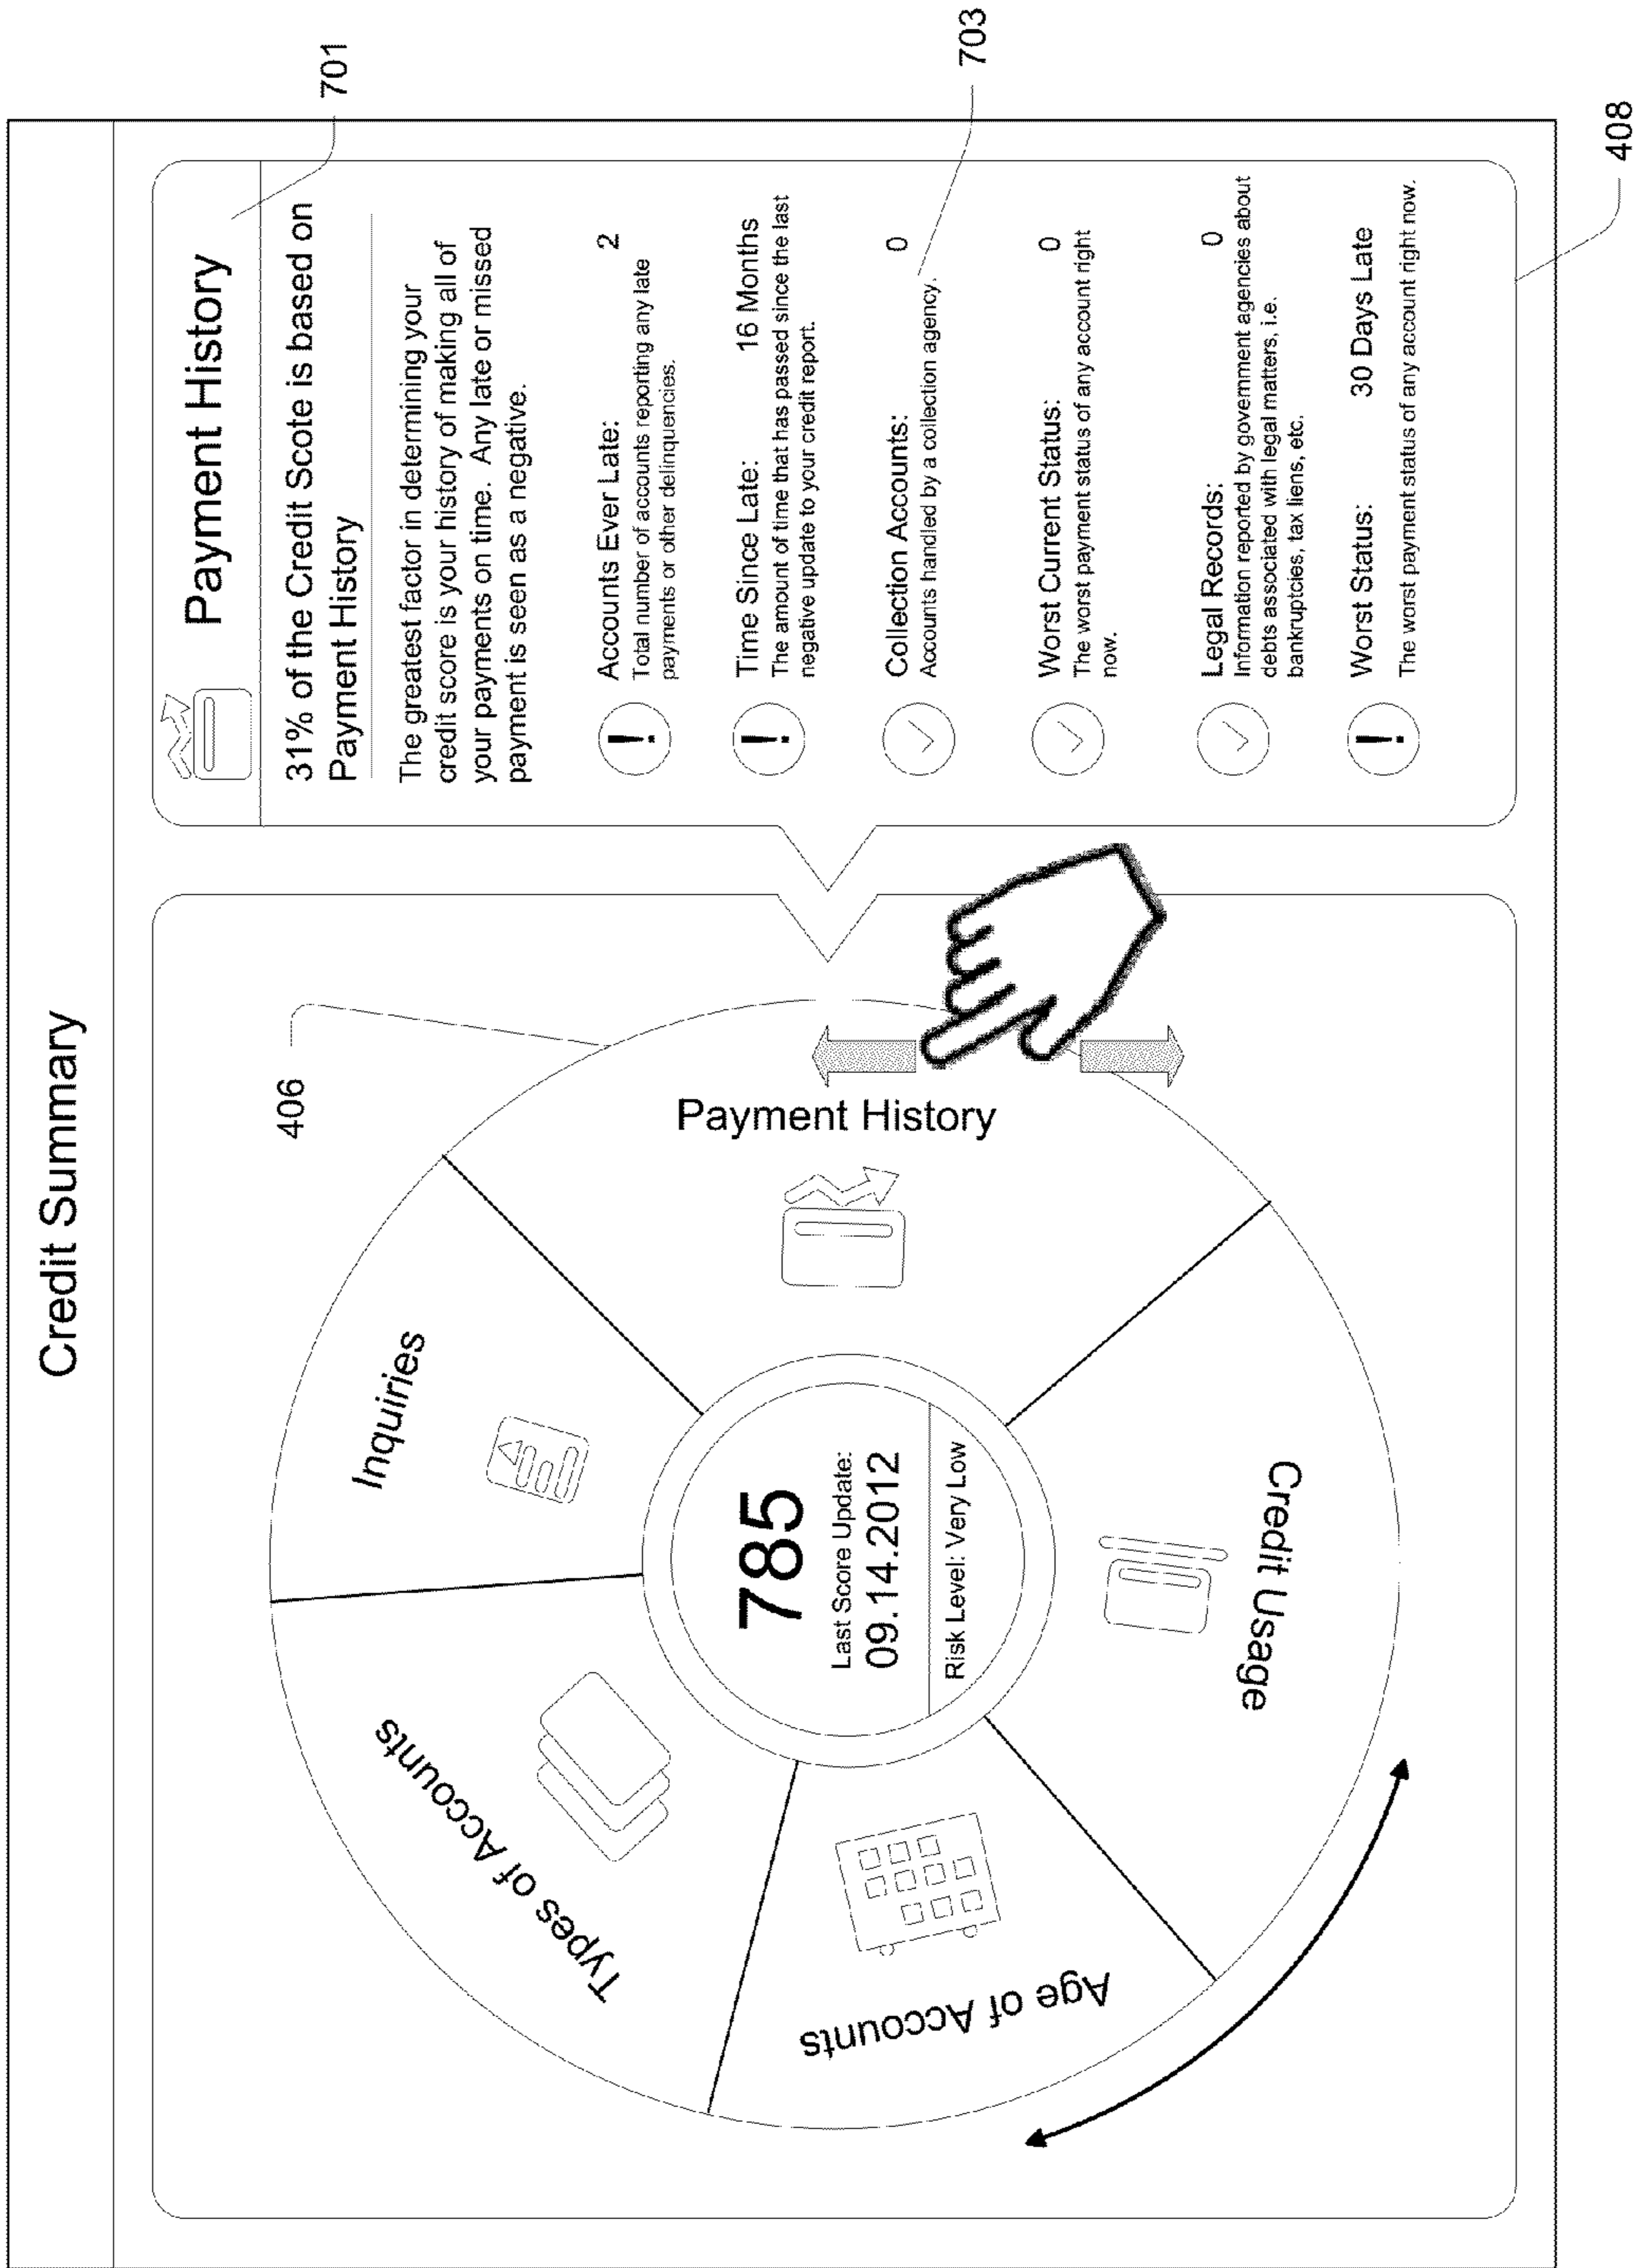 Credit Summary
406
Inquiries
Types of Accounts
Payment History
785
Last Score Update:
09.14.2012
Risk Level: Very Low
Age of Accounts
Credit Usage
Payment History
701
31% of the Credit Scote is based on
Payment History
The greatest factor in determining your
credit score is your history of making all of
your payments on time. Any late or missed
payment is seen as a negative.
! Accounts Ever Late: 2
Total number of accounts reporting any late
payments or other delinquencies.
! Time Since Late: 16 Months
The amount of time that has passed since the last
negative update to your credit report.
Collection Accounts: 0
Accounts handled by a collection agency.
703
Worst Current Status: 0
The worst payment status of any account right
now.
Legal Records: 0
Information reported by government agencies about
debts associated with legal matters, i.e.
bankruptcies, tax liens, etc.
! Worst Status: 30 Days Late
The worst payment status of any account right now.
408